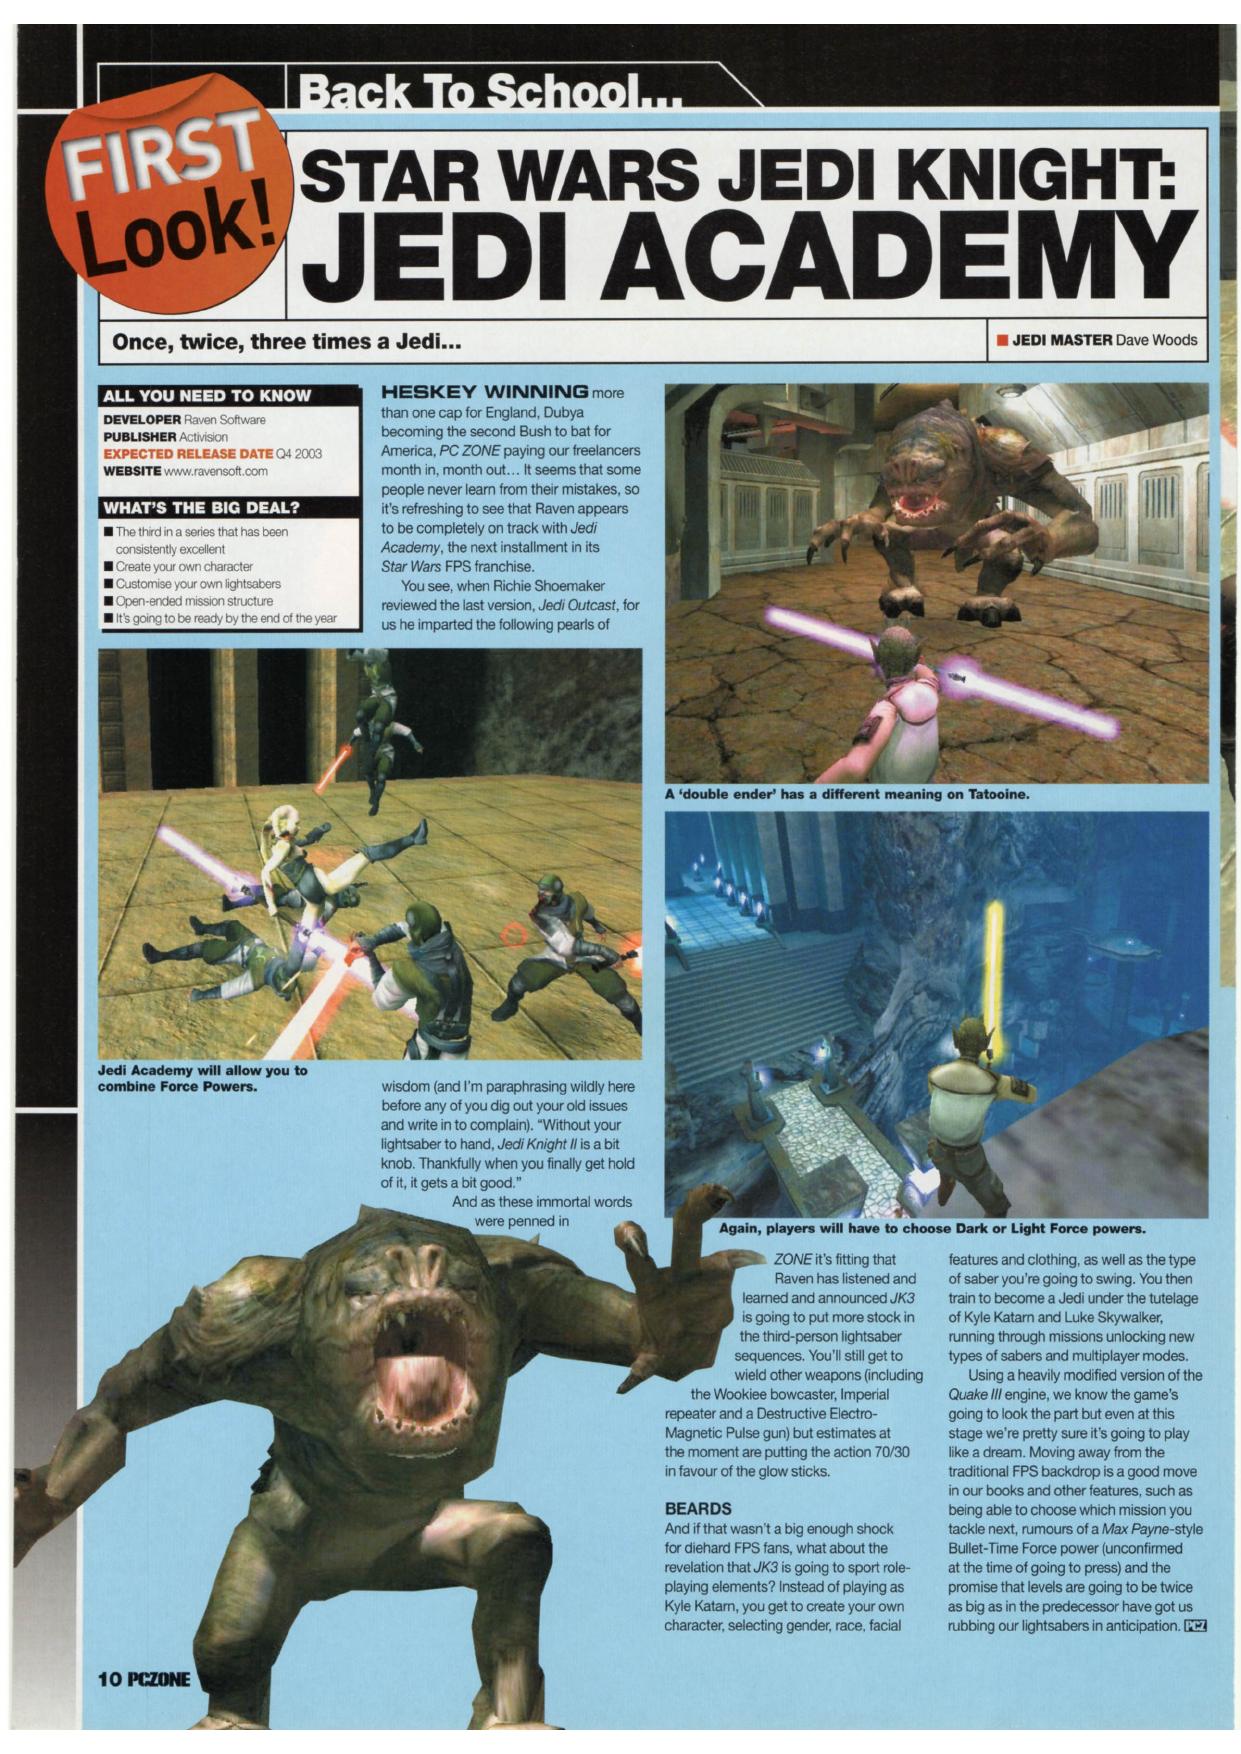 Back To School...
FIRST
Look!
STAR WARS JEDI KNIGHT:
JEDI ACADEMY
Once, twice, three times a Jedi...
■ JEDI MASTER Dave Woods
ALL YOU NEED TO KNOW
DEVELOPER Raven Software
PUBLISHER Activision
EXPECTED RELEASE DATE Q4 2003
WEBSITE www.ravensoft.com
WHAT'S THE BIG DEAL?
■ The third in a series that has been
consistently excellent
■ Create your own character
■ Customise your own lightsabers
■ Open-ended mission structure
■ It's going to be ready by the end of the year
HESKEY WINNING more
than one cap for England, Dubya
becoming the second Bush to bat for
America, PC ZONE paying our freelancers
month in, month out... It seems that some
people never learn from their mistakes, so
it's refreshing to see that Raven appears
to be completely on track with Jedi
Academy, the next installment in its
Star Wars FPS franchise.
You see, when Richie Shoemaker
reviewed the last version, Jedi Outcast, for
us he imparted the following pearls of
A 'double ender' has a different meaning on Tatooine.
Jedi Academy will allow you to
combine Force Powers.
wisdom (and I'm paraphrasing wildly here
before any of you dig out your old issues
and write in to complain). "Without your
lightsaber to hand, Jedi Knight II is a bit
knob. Thankfully when you finally get hold
of it, it gets a bit good."
And as these immortal words
were penned in
Again, players will have to choose Dark or Light Force powers.
ZONE it's fitting that
Raven has listened and
learned and announced JK3
is going to put more stock in
the third-person lightsaber
sequences. You'll still get to
wield other weapons (including
the Wookiee bowcaster, Imperial
repeater and a Destructive Electro-
Magnetic Pulse gun) but estimates at
the moment are putting the action 70/30
in favour of the glow sticks.
BEARDS
And if that wasn't a big enough shock
for diehard FPS fans, what about the
revelation that JK3 is going to sport role-
playing elements? Instead of playing as
Kyle Katarn, you get to create your own
character, selecting gender, race, facial
features and clothing, as well as the type
of saber you're going to swing. You then
train to become a Jedi under the tutelage
of Kyle Katarn and Luke Skywalker,
running through missions unlocking new
types of sabers and multiplayer modes.
Using a heavily modified version of the
Quake III engine, we know the game's
going to look the part but even at this
stage we're pretty sure it's going to play
like a dream. Moving away from the
traditional FPS backdrop is a good move
in our books and other features, such as
being able to choose which mission you
tackle next, rumours of a Max Payne-style
Bullet-Time Force power (unconfirmed
at the time of going to press) and the
promise that levels are going to be twice
as big as in the predecessor have got us
rubbing our lightsabers in anticipation. PCZ
10 PCZONE